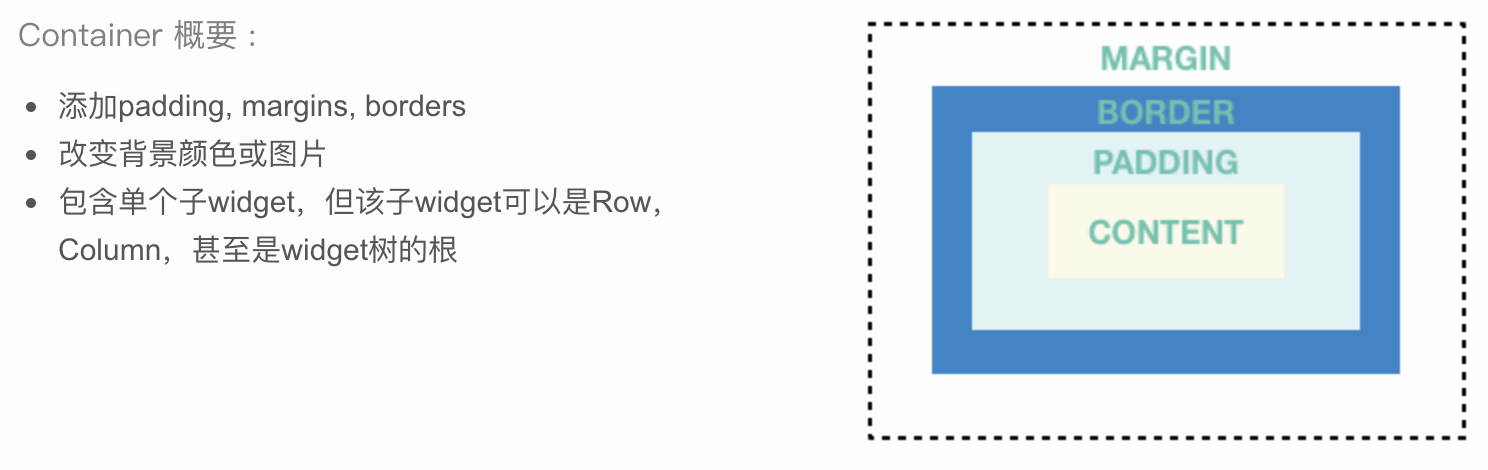 Container 概要：
添加padding, margins, borders
改变背景颜色或图片
包含单个子widget，但该子widget可以是Row，
Column，甚至是widget树的根
MARGIN
BORDER
PADDING
CONTENT